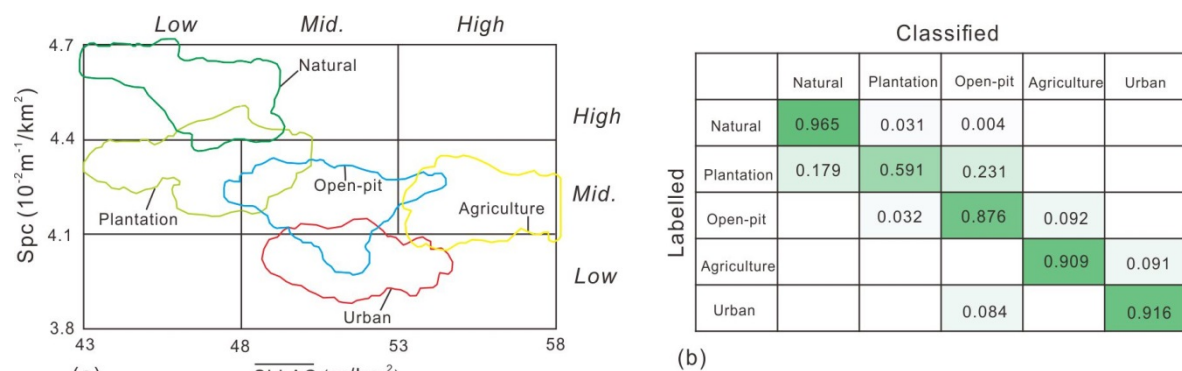 Low Mid. High
4.7
Natural
High
4.4
Open-pit
Mid.
Plantation
Agriculture
4.1
Low
Urban
3.8
43 48 53 58
Spc (10⁻²m⁻¹/km²)
Classified
Natural Plantation Open-pit Agriculture Urban
Natural 0.965 0.031 0.004
Plantation 0.179 0.591 0.231
Open-pit 0.032 0.876 0.092
Agriculture 0.909 0.091
Urban 0.084 0.916
Labelled
(b)